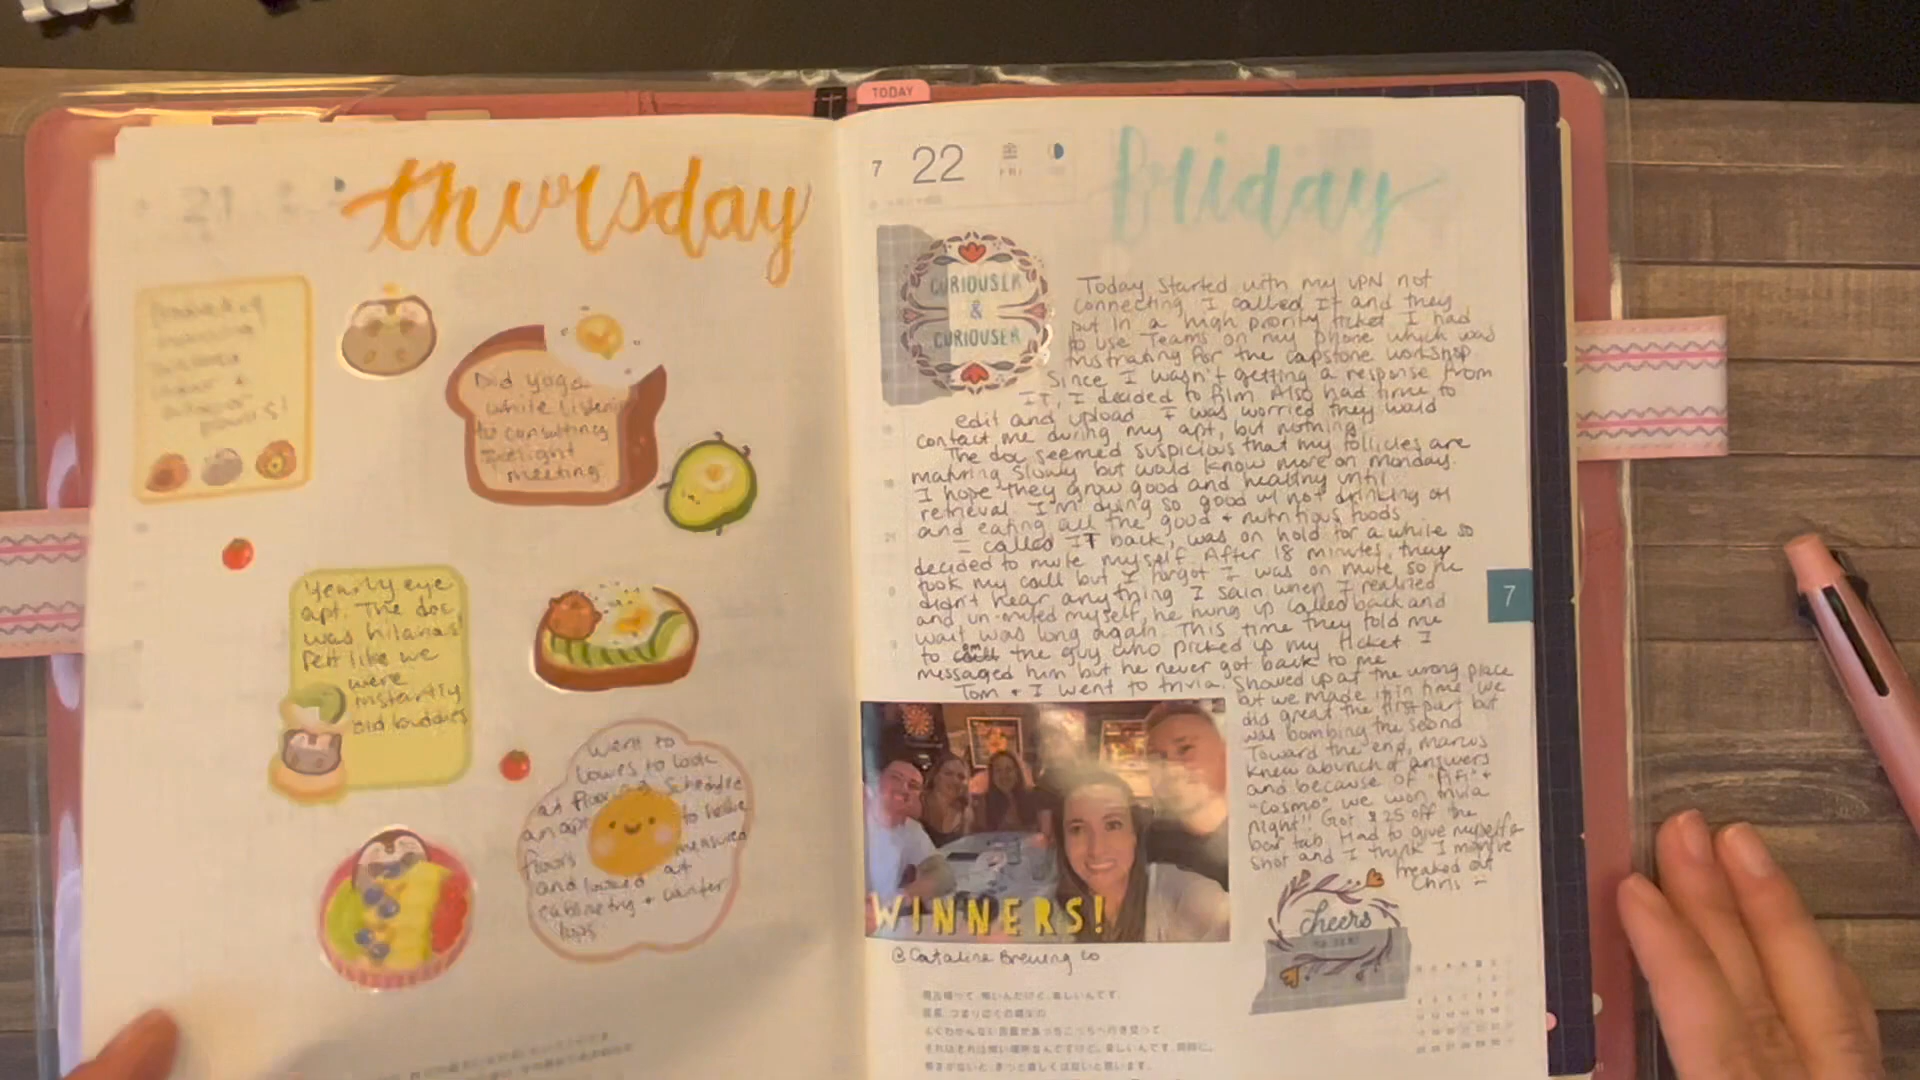 TODAY
21
thursday
Did yoga
while listening
to consulting
insight
meeting
Yearly eye
apt. The doc
was hilarious!
Felt like we
were
instantly
old buddies
Went to
Lowes to look
at flooring Schedule
an apt to have
floors measured
and looked at
cabinetry + counter
tops
7 22 金
FRI
friday
CURIOUSER
&
CURIOUSER
Today started with my VPN not
connecting I called IT and they
put in a high priority ticket I had
to use Teams on my phone which was
frustrating for the capstone workshop
Since I wasn't getting a response from
IT, I decided to film Also had time to
edit and upload I was worried they would
contact me during my apt, but nothing
The doc seemed suspicious that my follicles are
maturing slowly but would know more on Monday.
I hope they grow good and healthy until
retrieval. I'm doing so good w/ not drinking
and eating all the good + nutritious foods
I called IT back, was on hold for a while so
decided to mute myself. After 18 minutes, they
took my call but I forgot I was on mute so he
didn't hear anything I said when I realized
and un-muted myself, he hung up called back and
wait was long again. This time they told me
to the guy who picked up my ticket I
messaged him but he never got back to me
Tom + I went to trivia. Showed up at the wrong place
but we made it in time. We
did great the first part but
was bombing the second
Toward the end, Marcus
knew a bunch of answers
and because of "Fifi" +
"Cosmo" we won trivia
night!! Got $25 off the
bar tab. Had to give myself a
shot and I think I
freaked out
Chris
7
WINNERS!
@Catalina Brewing Co
cheers